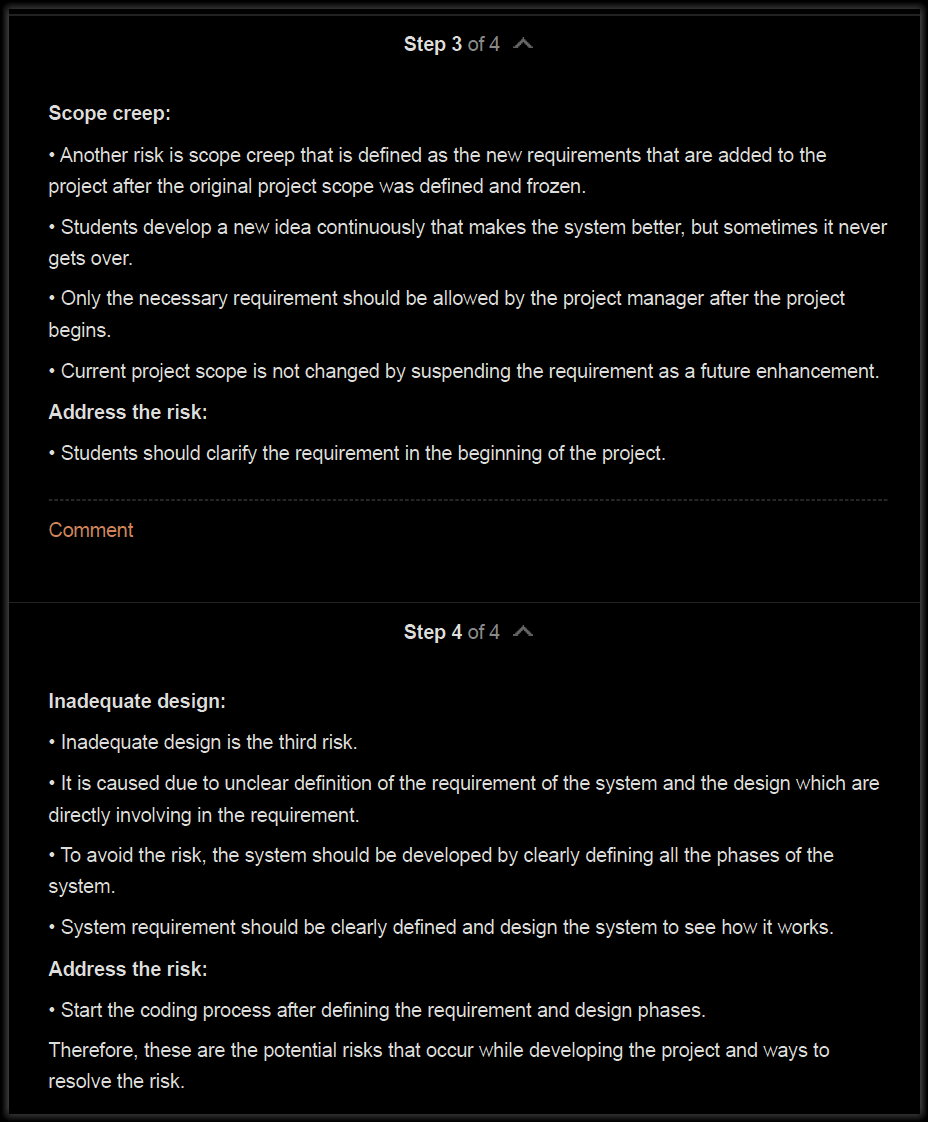 Step 3 of 4
Scope creep:
• Another risk is scope creep that is defined as the new requirements that are added to the
project after the original project scope was defined and frozen.
• Students develop a new idea continuously that makes the system better, but sometimes it never
gets over.
• Only the necessary requirement should be allowed by the project manager after the project
begins.
• Current project scope is not changed by suspending the requirement as a future enhancement.
Address the risk:
• Students should clarify the requirement in the beginning of the project.
Comment
Step 4 of 4
Inadequate design:
• Inadequate design is the third risk.
• It is caused due to unclear definition of the requirement of the system and the design which are
directly involving in the requirement.
• To avoid the risk, the system should be developed by clearly defining all the phases of the
system.
• System requirement should be clearly defined and design the system to see how it works.
Address the risk:
• Start the coding process after defining the requirement and design phases.
Therefore, these are the potential risks that occur while developing the project and ways to
resolve the risk.